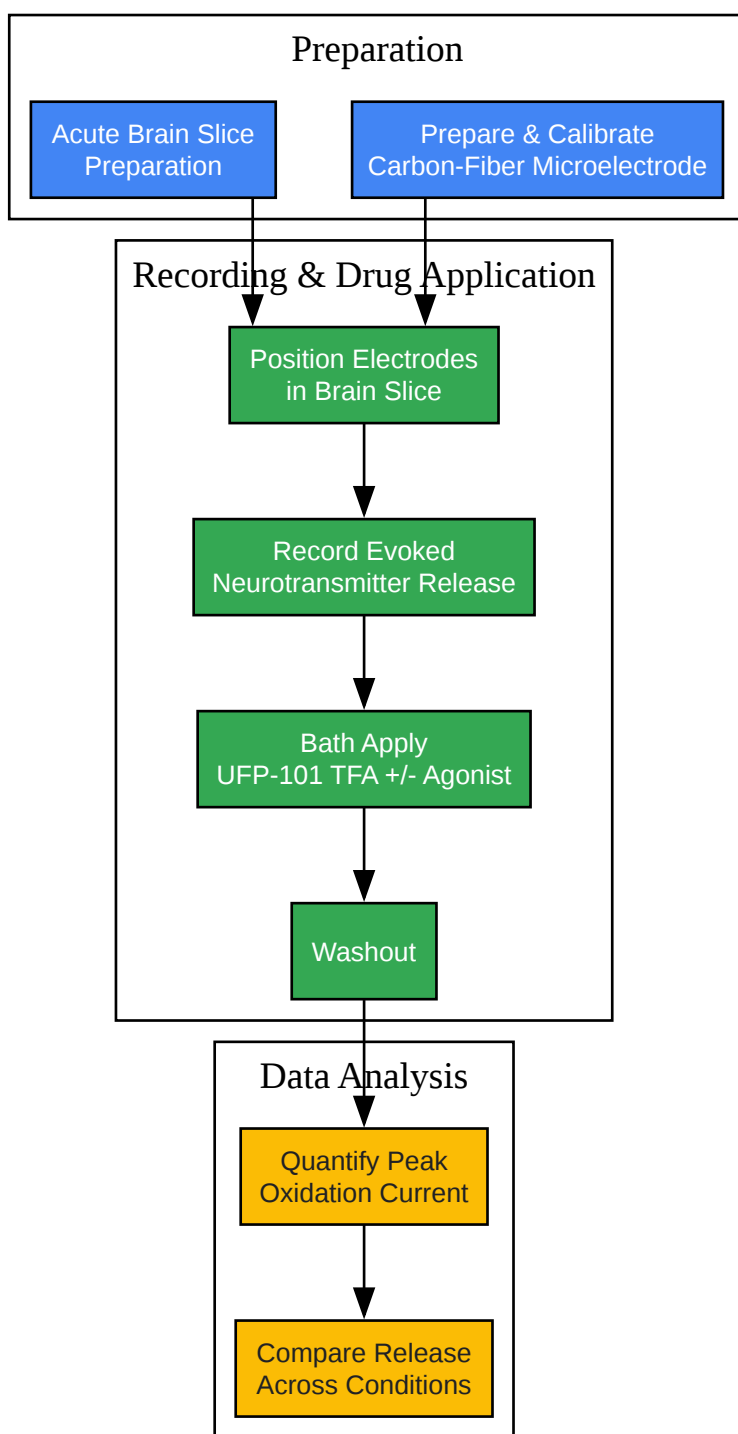 Preparation
Acute Brain Slice
Preparation
Prepare & Calibrate
Carbon-Fiber Microelectrode
Recording & Drug Application
Position Electrodes
in Brain Slice
Record Evoked
Neurotransmitter Release
Bath Apply
UFP-101 TFA +/- Agonist
Washout
Data Analysis
Quantify Peak
Oxidation Current
Compare Release
Across Conditions